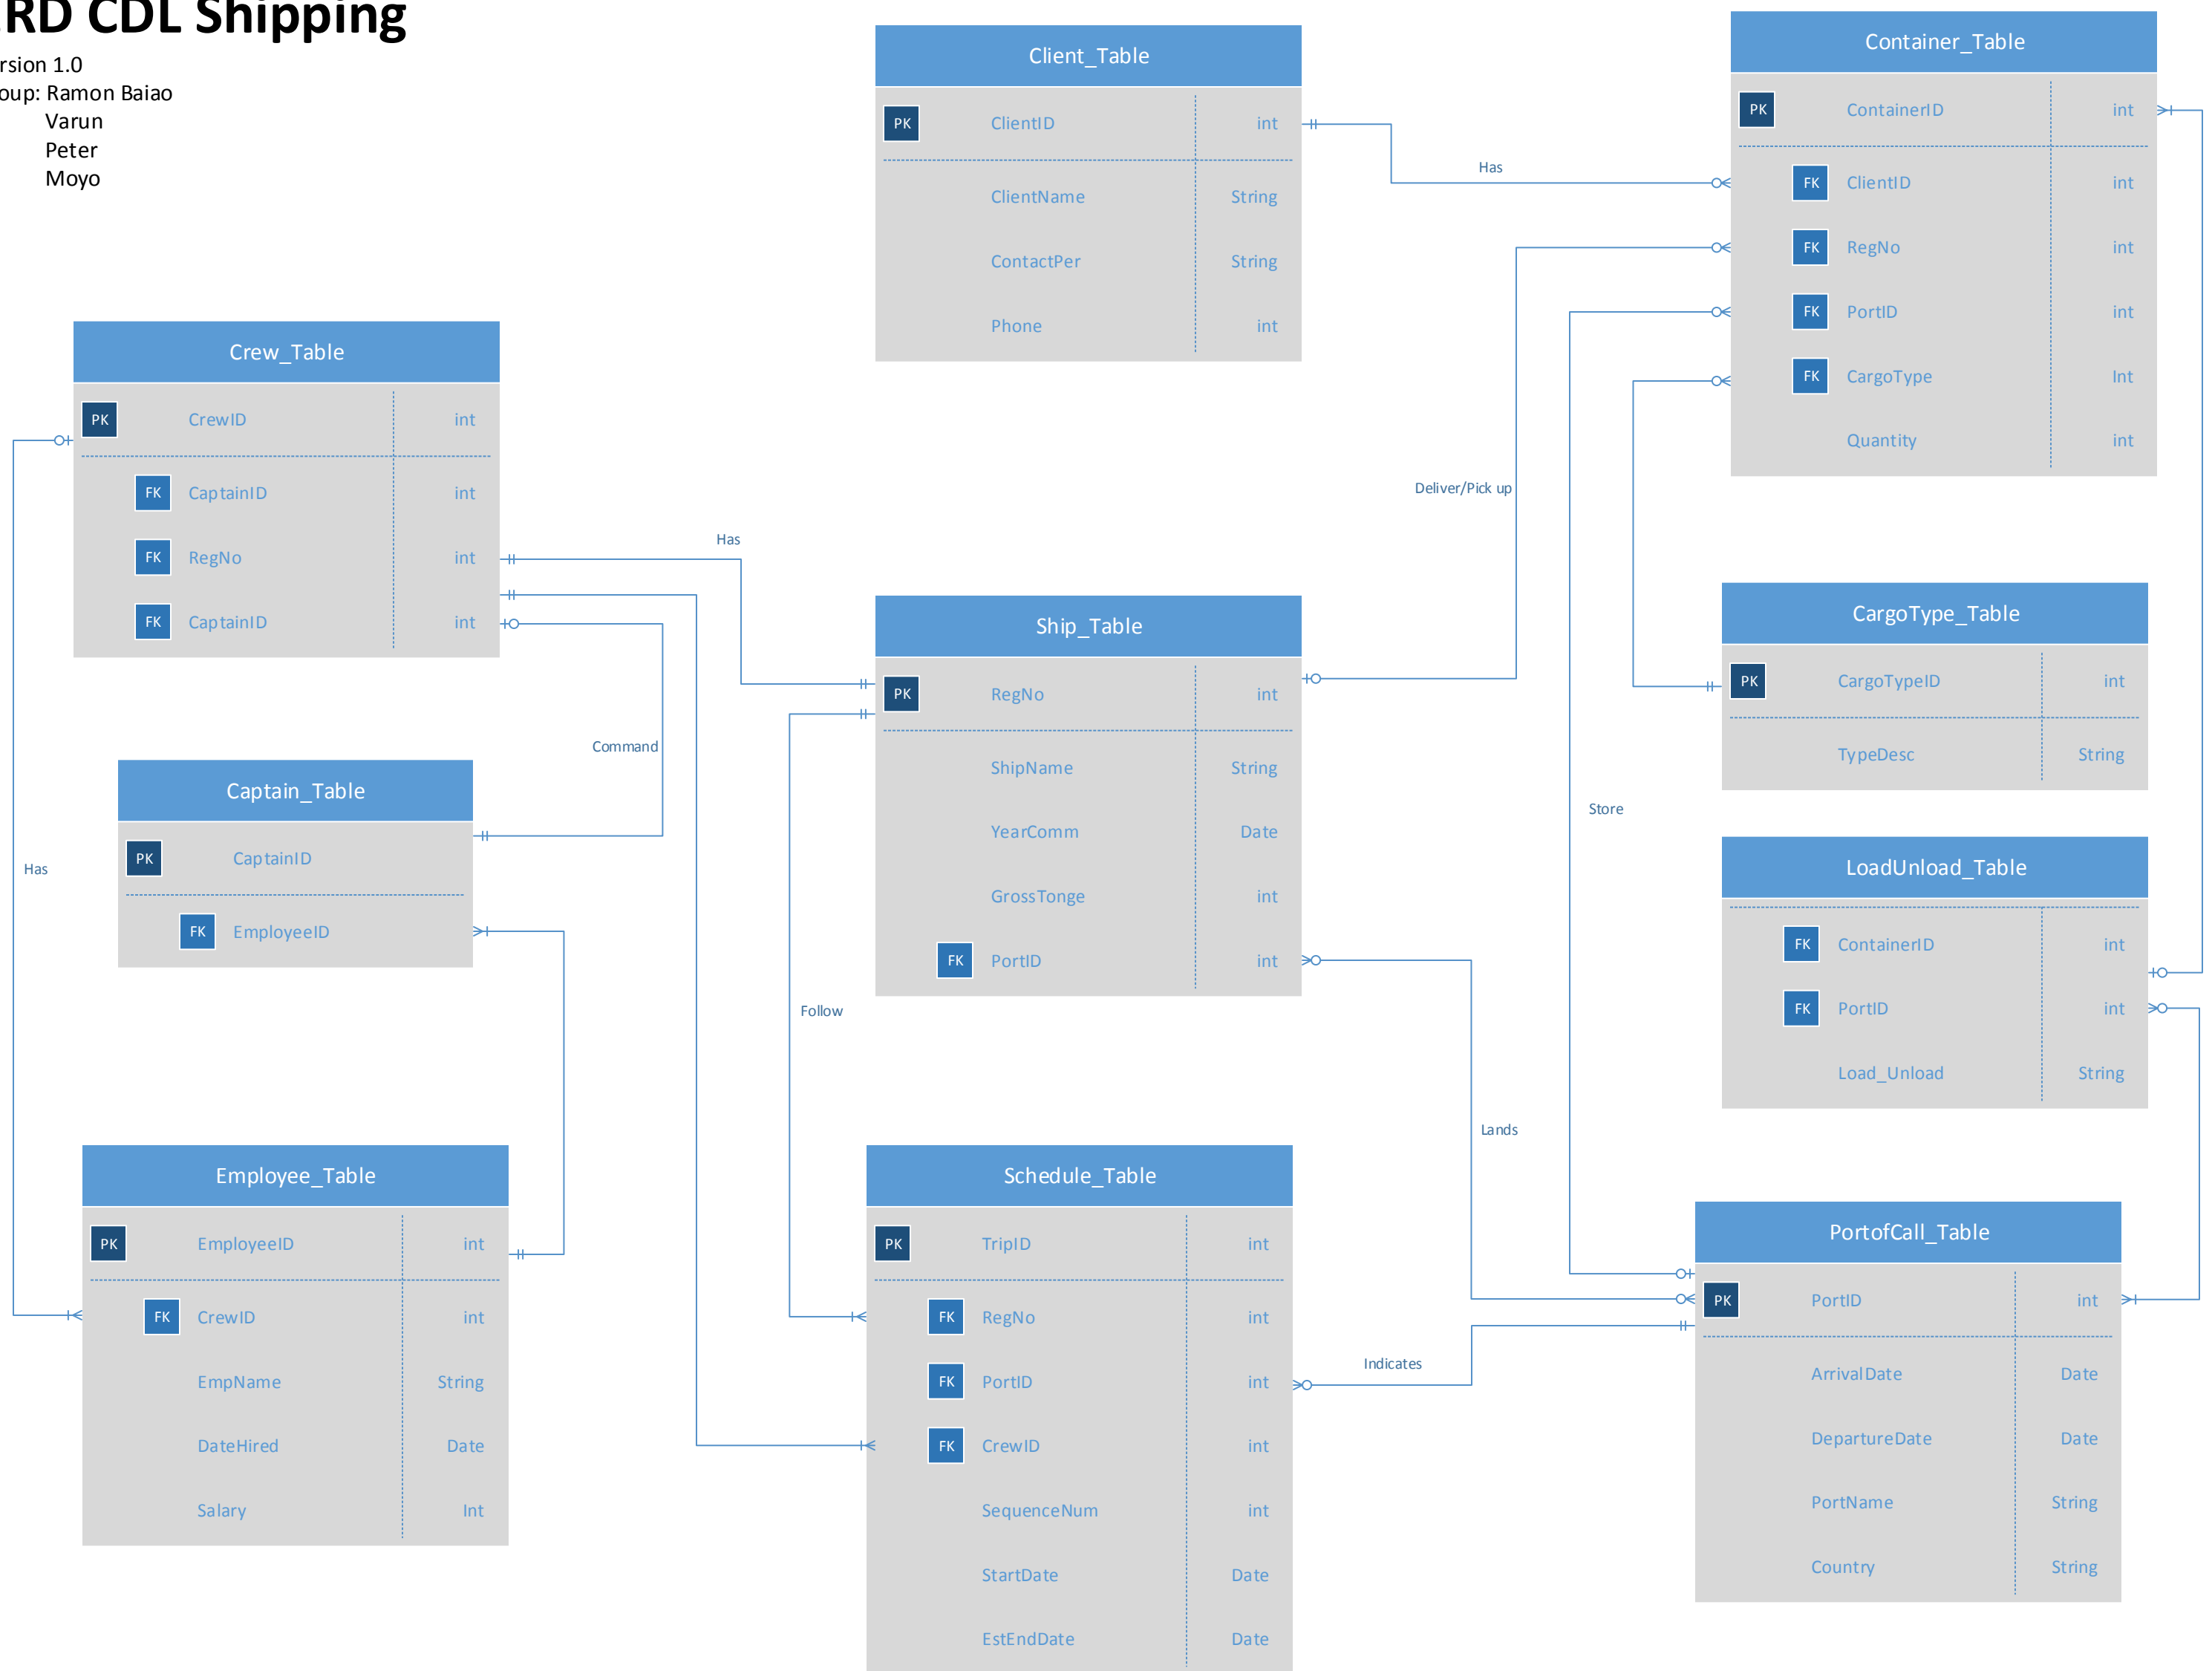 RD CDL Shipping
rsion 1.0
oup: Ramon Baiao
Varun
Peter
Moyo
Client_Table
PK ClientID int
ClientName String
ContactPer String
Phone int
Container_Table
PK ContainerID int
FK ClientID int
FK RegNo int
FK PortID int
FK CargoType Int
Quantity int
Has
Deliver/Pick up
Crew_Table
PK CrewID int
FK CaptainID int
FK RegNo int
FK CaptainID int
Has
Command
Ship_Table
PK RegNo int
ShipName String
YearComm Date
GrossTonge int
FK PortID int
CargoType_Table
PK CargoTypeID int
TypeDesc String
Store
Captain_Table
PK CaptainID
FK EmployeeID
Has
LoadUnload_Table
FK ContainerID int
FK PortID int
Load_Unload String
Follow
Lands
Employee_Table
PK EmployeeID int
FK CrewID int
EmpName String
DateHired Date
Salary Int
Schedule_Table
PK TripID int
FK RegNo int
FK PortID int
FK CrewID int
SequenceNum int
StartDate Date
EstEndDate Date
Indicates
PortofCall_Table
PK PortID int
ArrivalDate Date
DepartureDate Date
PortName String
Country String